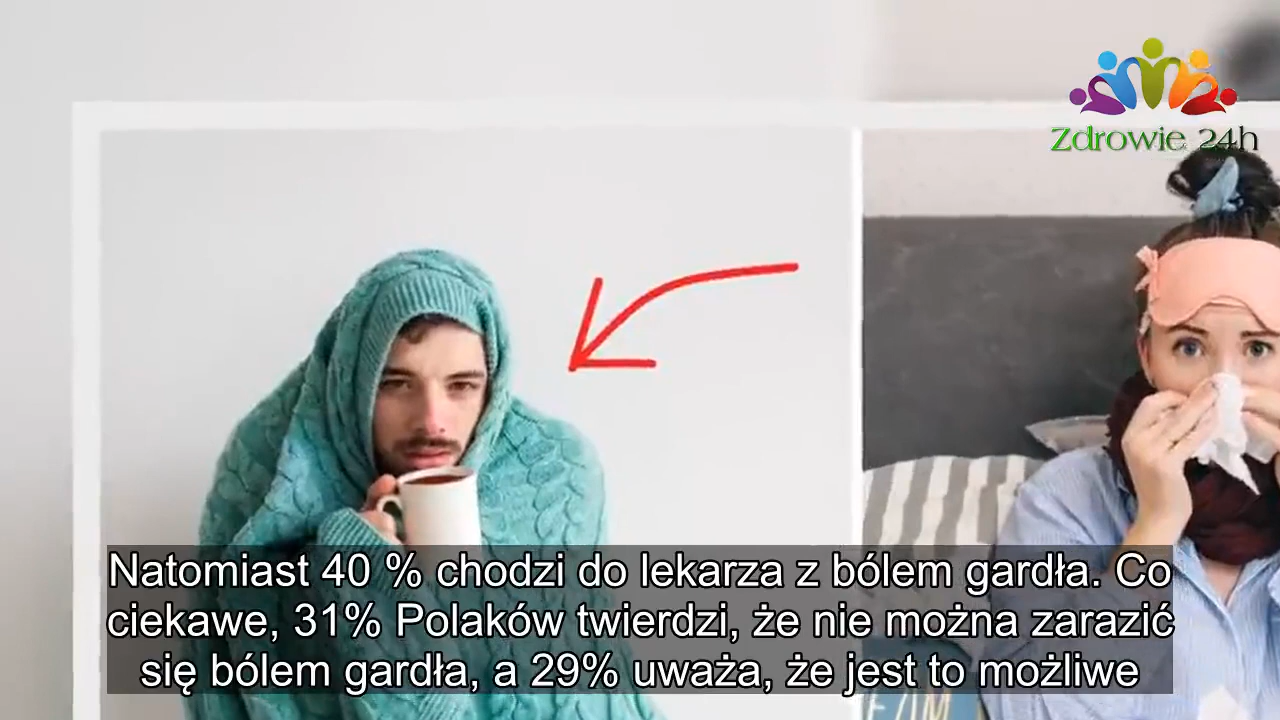 Zdrowie 24h
Natomiast 40 % chodzi do lekarza z bólem gardła. Co
ciekawe, 31% Polaków twierdzi, że nie można zarazić
się bólem gardła, a 29% uważa, że jest to możliwe